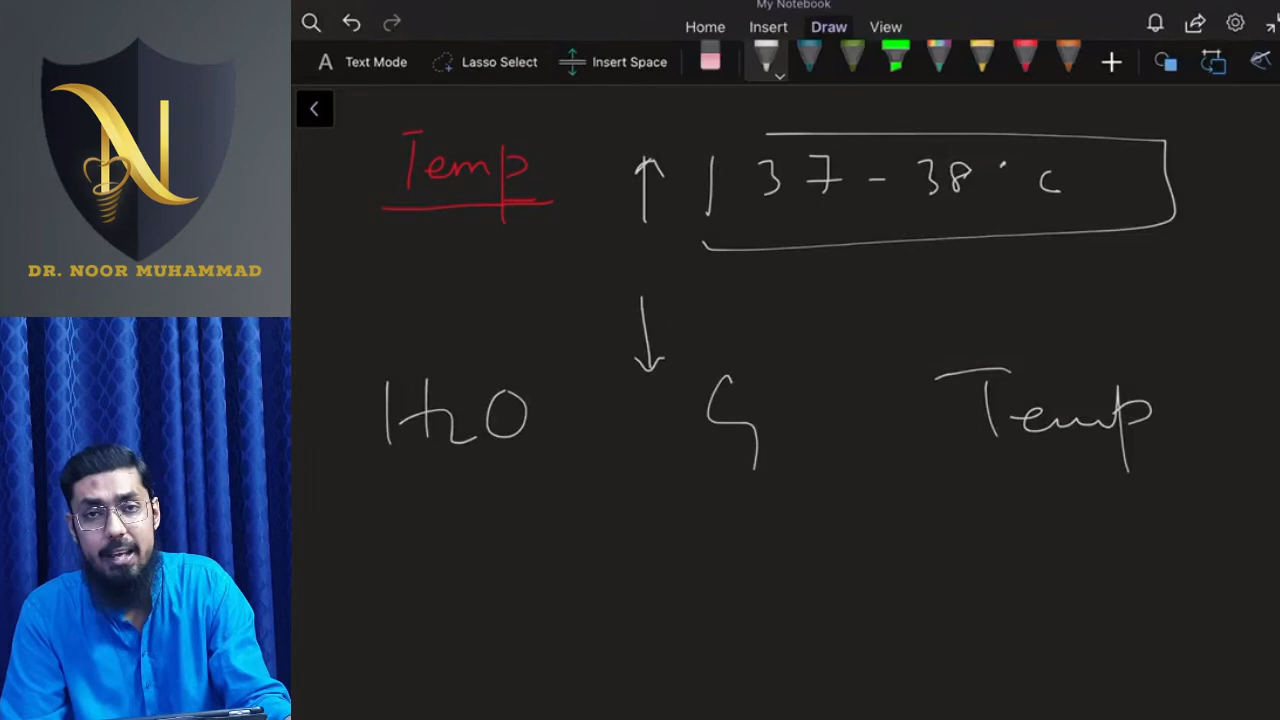 My Notebook
Home Insert Draw View
A Text Mode Lasso Select Insert Space
N
DR. NOOR MUHAMMAD
Temp ↑ 37 - 38 °c
↓
H2O Temp